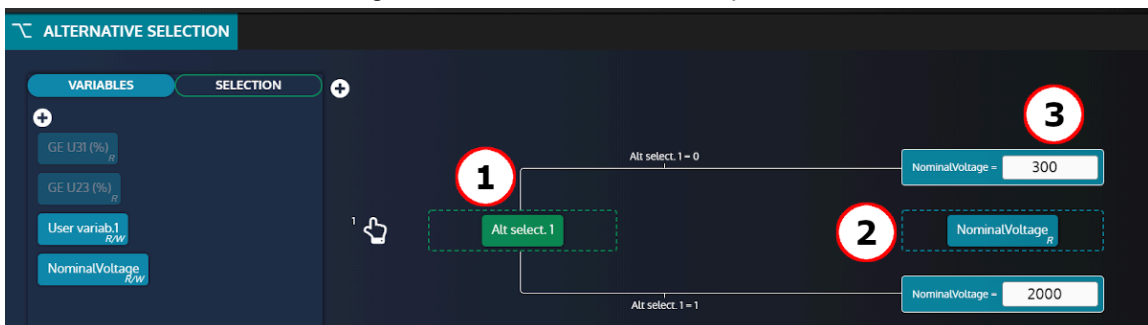 ALTERNATIVE SELECTION
VARIABLES
SELECTION
GE U31 (%)
R
GE U23 (%)
R
User variab.1
R/W
NominalVoltage
R/W
1
1
Alt select. 1
Alt select. 1 = 0
Alt select. 1 = 1
3
NominalVoltage = 300
2
NominalVoltage
R
NominalVoltage = 2000